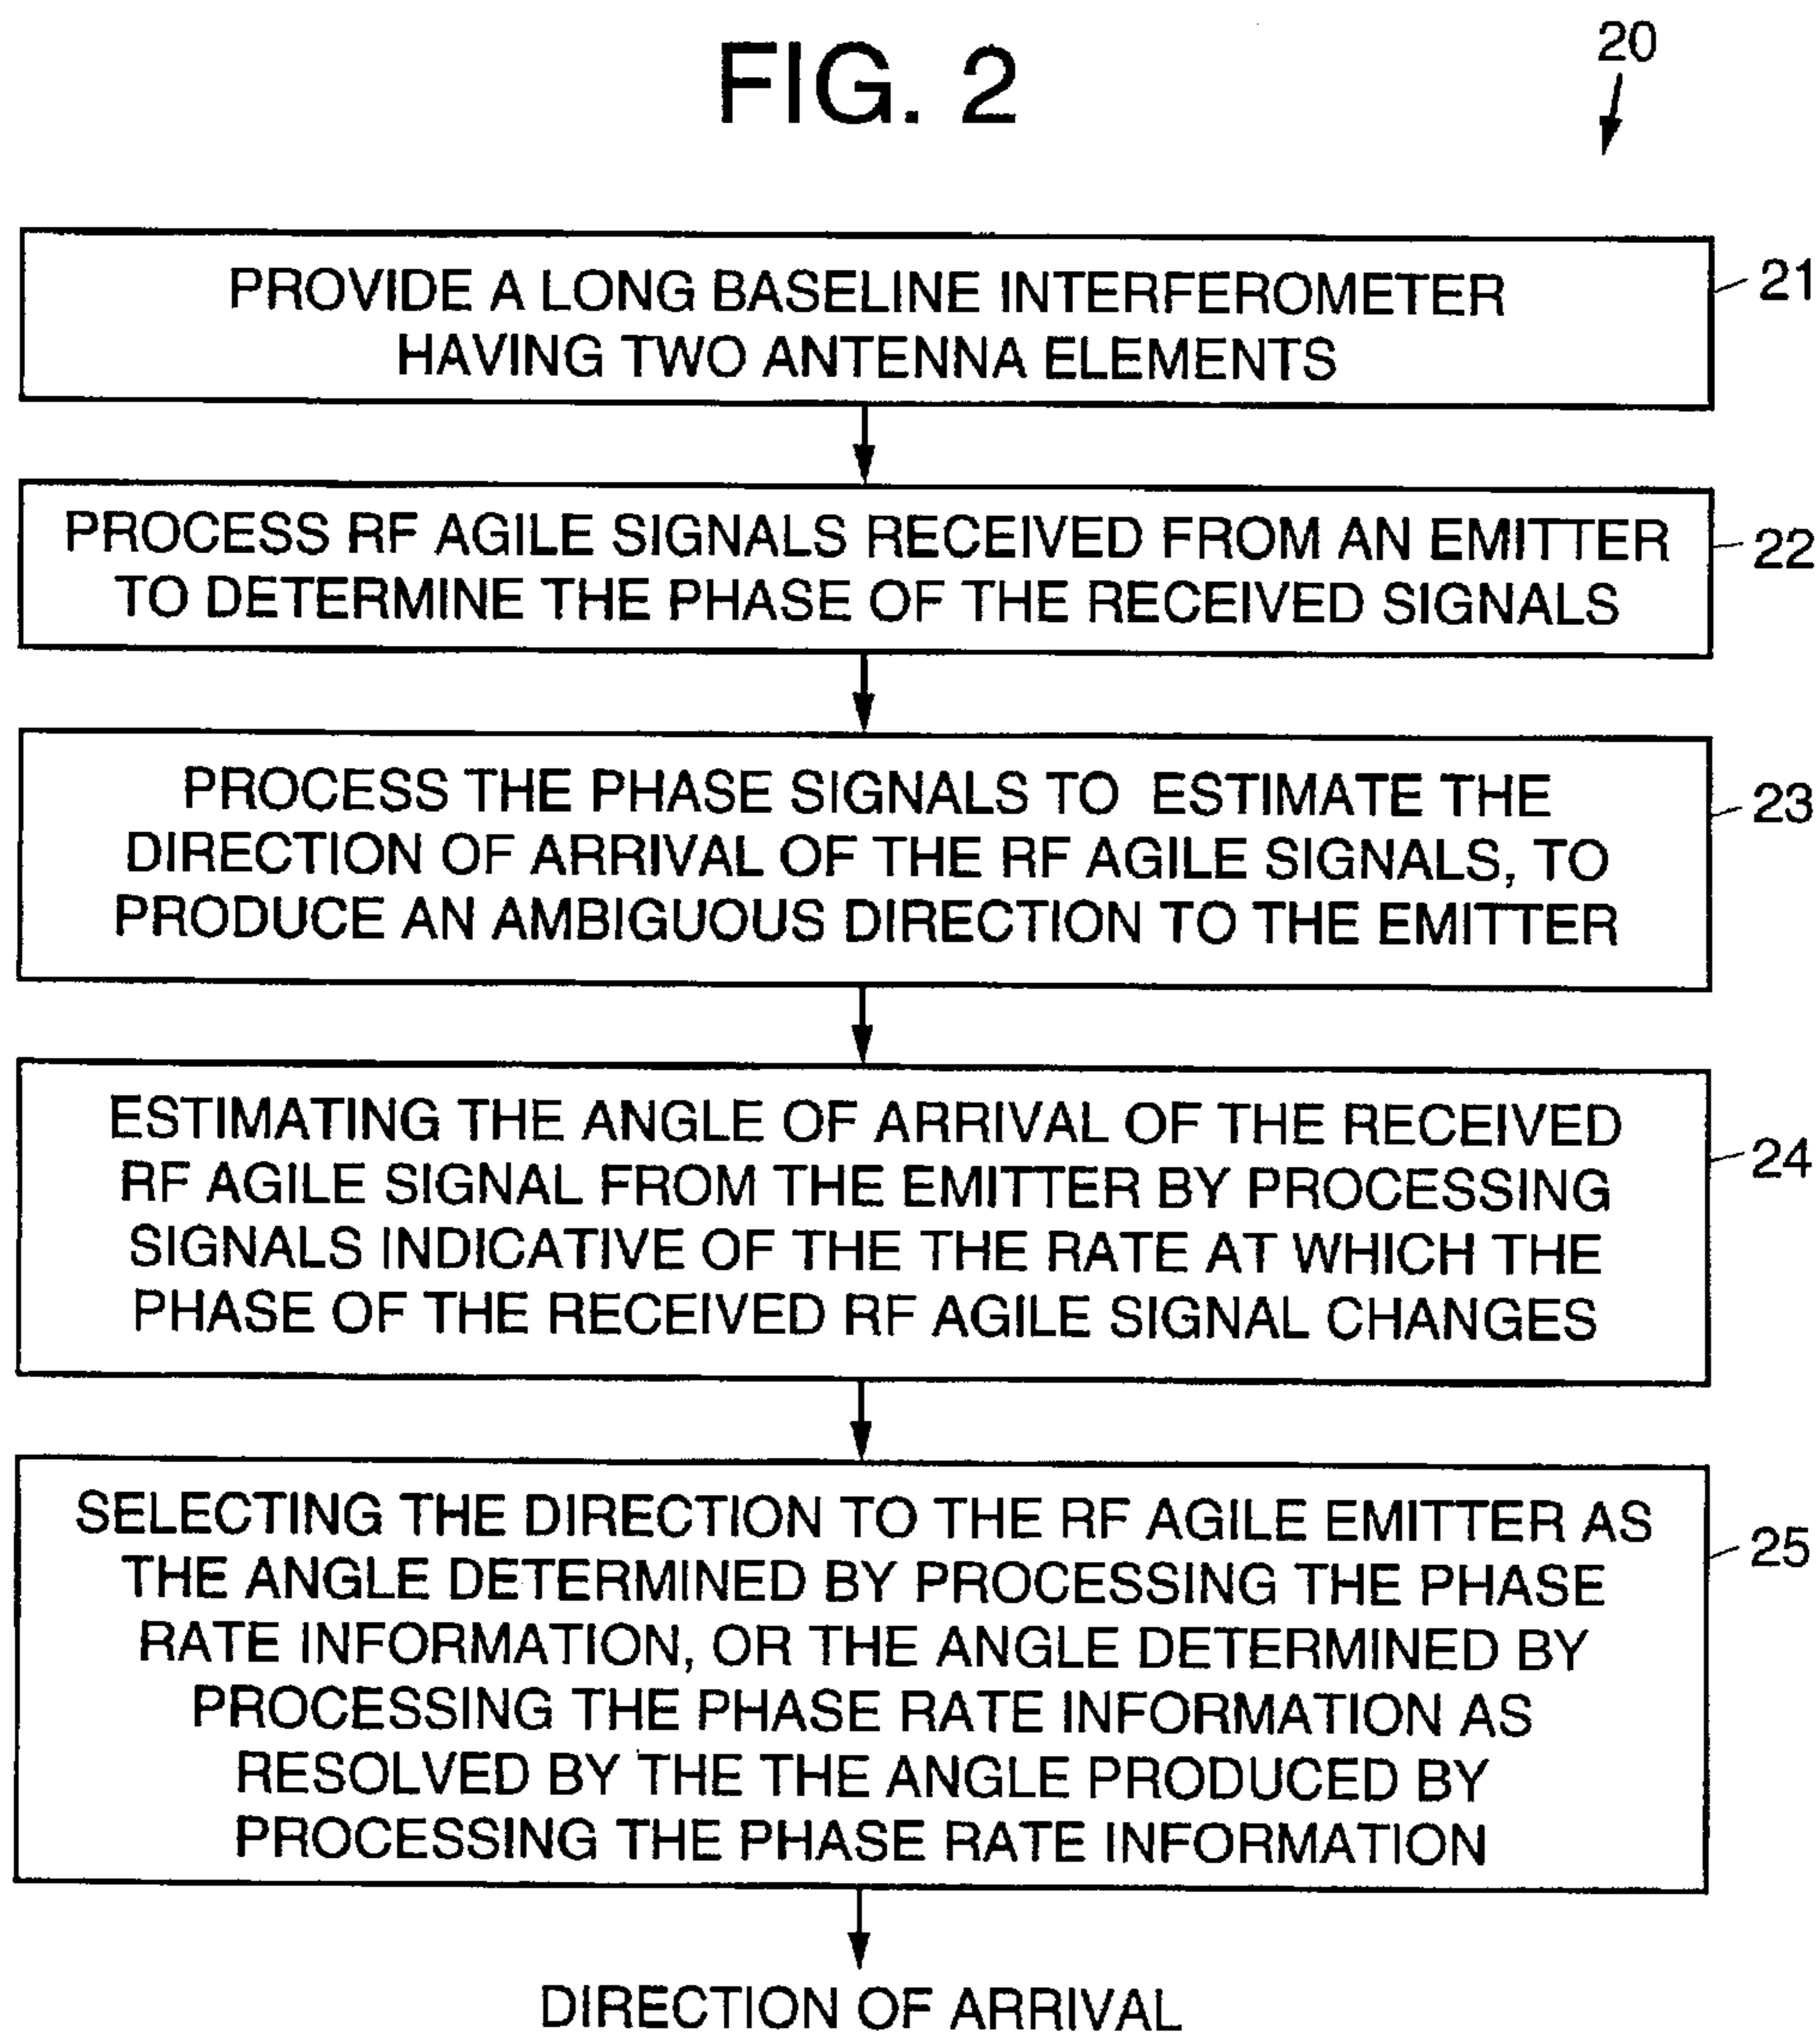 FIG. 2
20
PROVIDE A LONG BASELINE INTERFEROMETER
HAVING TWO ANTENNA ELEMENTS
21
PROCESS RF AGILE SIGNALS RECEIVED FROM AN EMITTER
TO DETERMINE THE PHASE OF THE RECEIVED SIGNALS
22
PROCESS THE PHASE SIGNALS TO ESTIMATE THE
DIRECTION OF ARRIVAL OF THE RF AGILE SIGNALS, TO
PRODUCE AN AMBIGUOUS DIRECTION TO THE EMITTER
23
ESTIMATING THE ANGLE OF ARRIVAL OF THE RECEIVED
RF AGILE SIGNAL FROM THE EMITTER BY PROCESSING
SIGNALS INDICATIVE OF THE THE RATE AT WHICH THE
PHASE OF THE RECEIVED RF AGILE SIGNAL CHANGES
24
SELECTING THE DIRECTION TO THE RF AGILE EMITTER AS
THE ANGLE DETERMINED BY PROCESSING THE PHASE
RATE INFORMATION, OR THE ANGLE DETERMINED BY
PROCESSING THE PHASE RATE INFORMATION AS
RESOLVED BY THE THE ANGLE PRODUCED BY
PROCESSING THE PHASE RATE INFORMATION
25
DIRECTION OF ARRIVAL